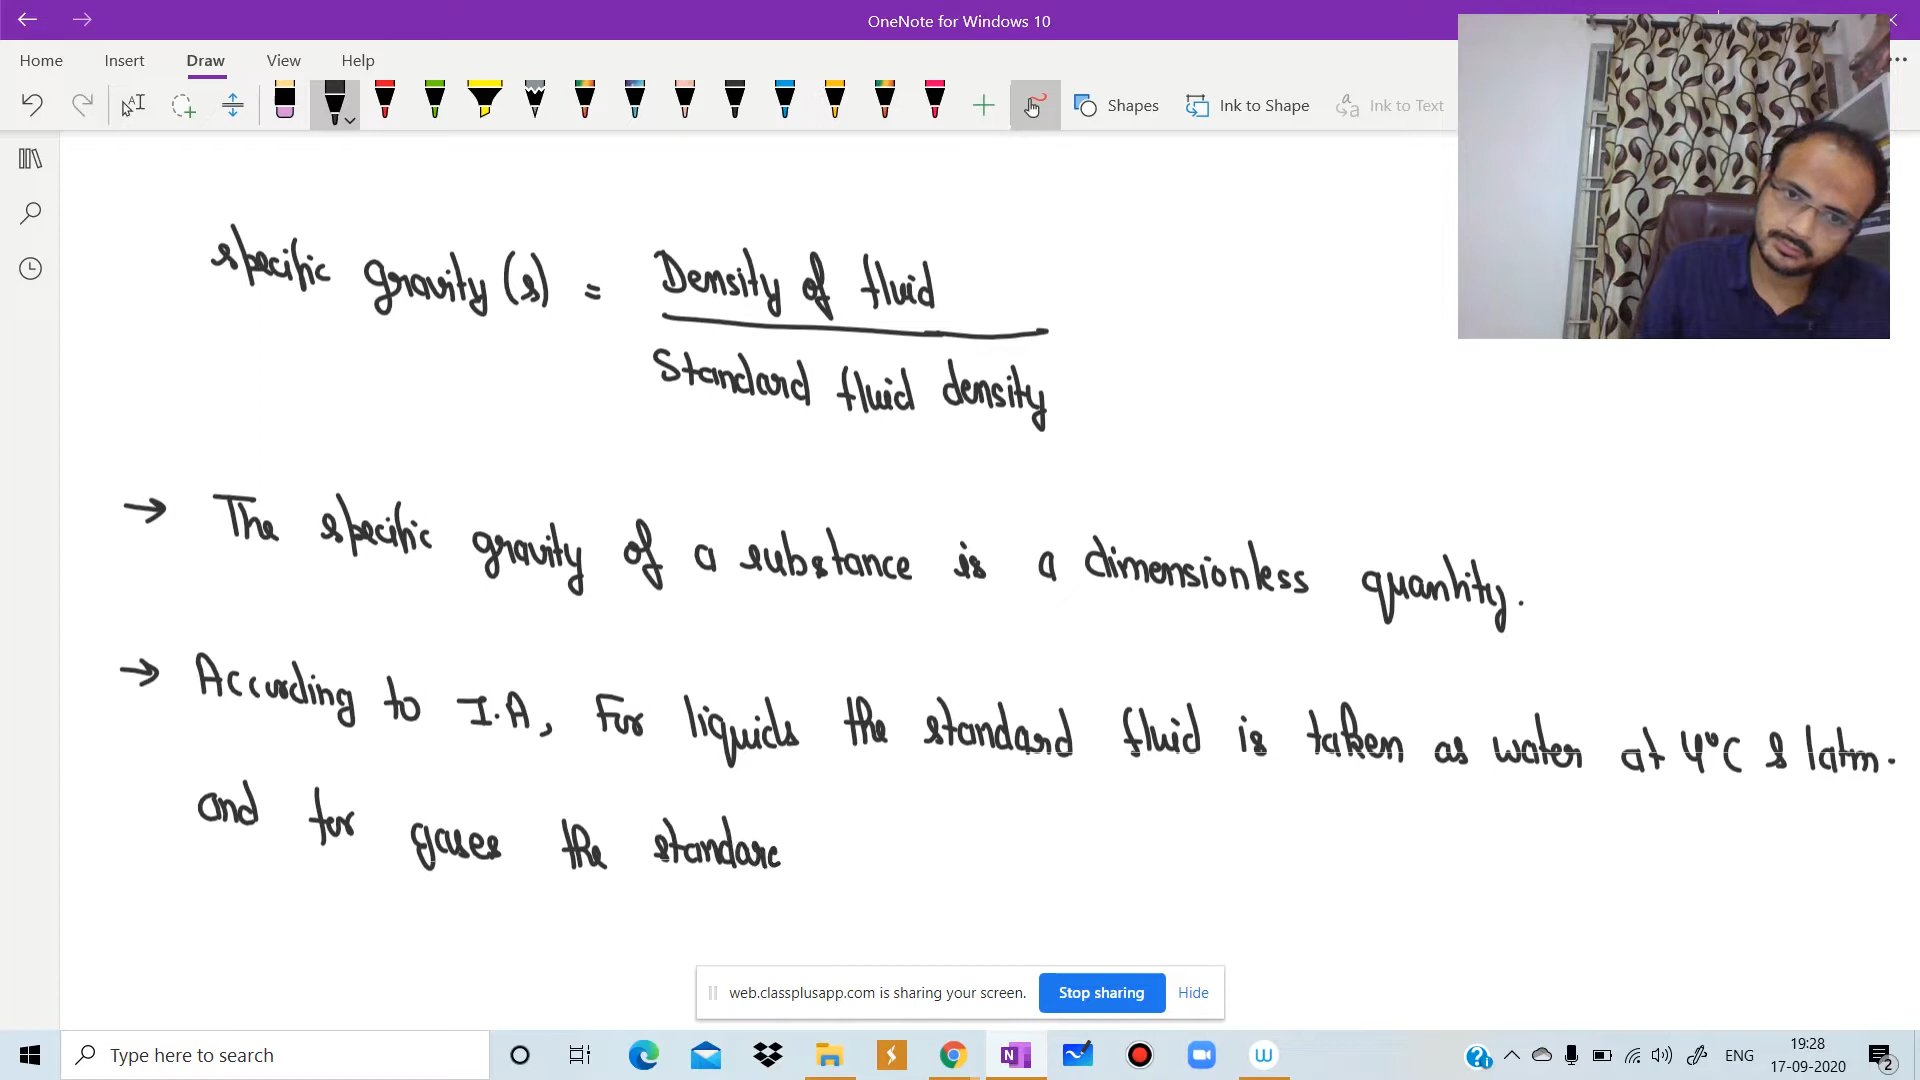 OneNote for Windows 10
Home Insert Draw View Help
Shapes Ink to Shape Ink to Text
specific gravity (s) = Density of fluid
Standard fluid density
→ The specific gravity of a substance is a dimensionless quantity.
→ According to I.A, For liquids the standard fluid is taken as water at 4°C & 1atm.
and for gases the standarc
web.classplusapp.com is sharing your screen. Stop sharing Hide
Type here to search
ENG
19:28
17-09-2020
2